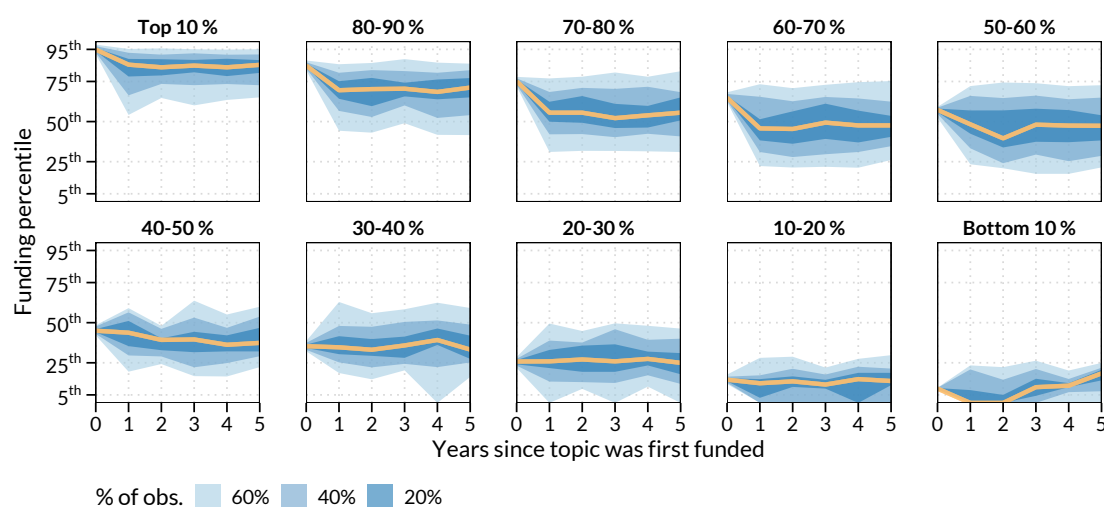 Top 10 % 80-90 % 70-80 % 60-70 % 50-60 %
95th
75th
50th
25th
5th
Funding percentile
40-50 % 30-40 % 20-30 % 10-20 % Bottom 10 %
95th
75th
50th
25th
5th
0 1 2 3 4 5 0 1 2 3 4 5 0 1 2 3 4 5 0 1 2 3 4 5 0 1 2 3 4 5
Years since topic was first funded
% of obs. 60% 40% 20%